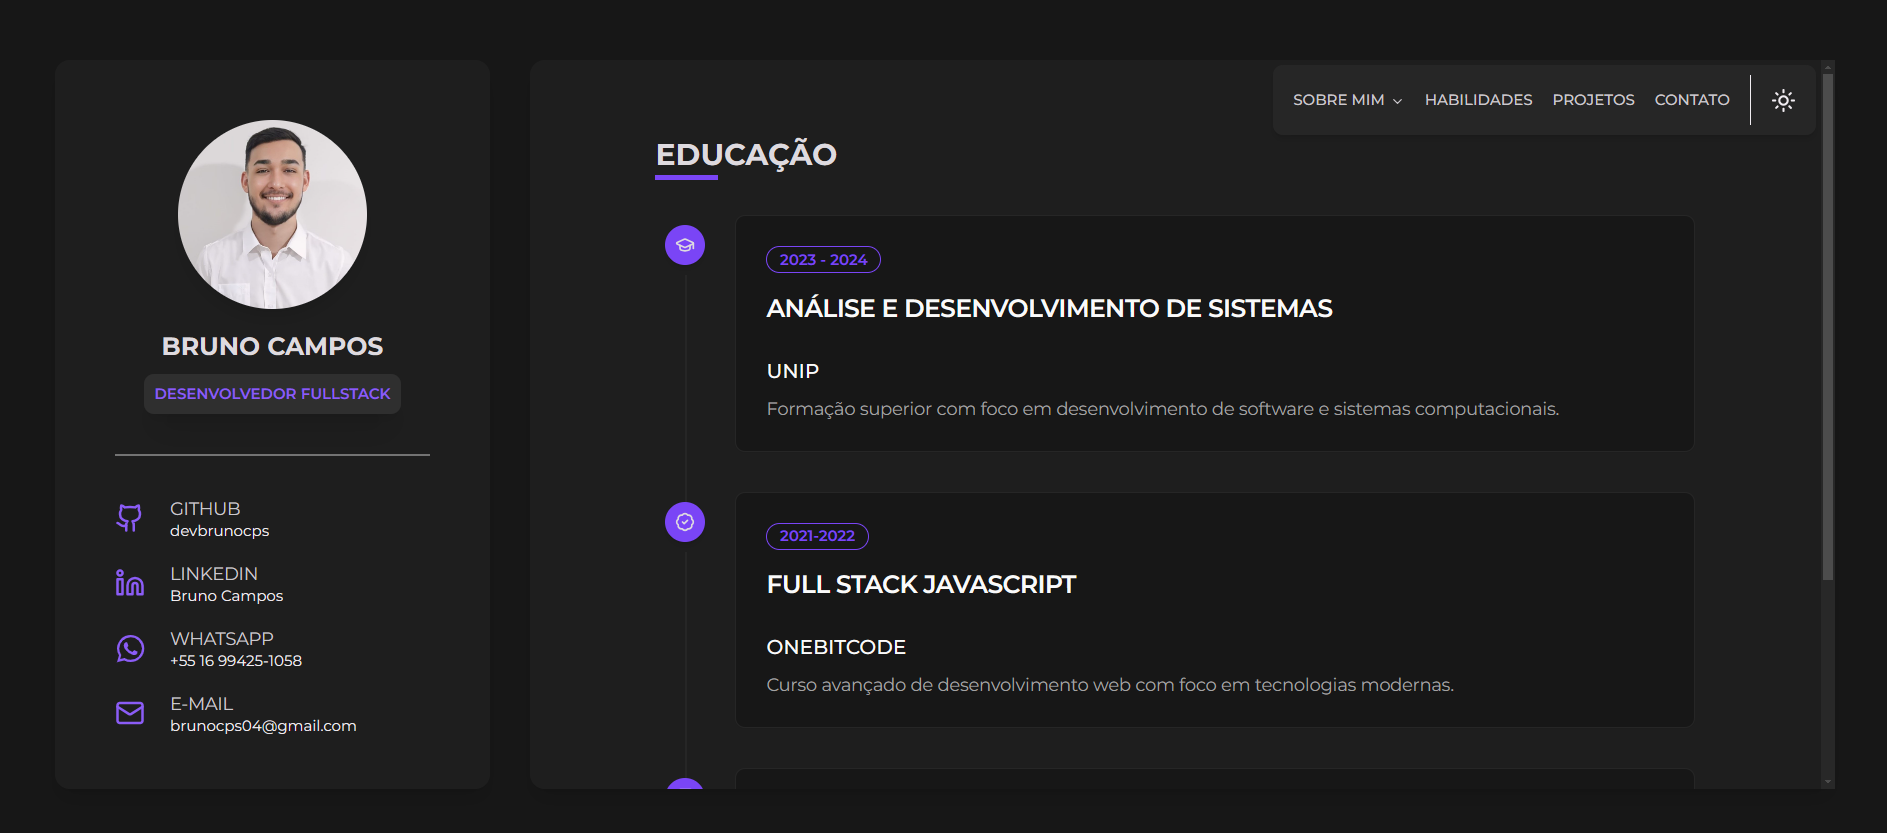 BRUNO CAMPOS
DESENVOLVEDOR FULLSTACK
GITHUB
devbrunocps
LINKEDIN
Bruno Campos
WHATSAPP
+55 16 99425-1058
E-MAIL
brunocps04@gmail.com
SOBRE MIM HABILIDADES PROJETOS CONTATO
EDUCAÇÃO
2023 - 2024
ANÁLISE E DESENVOLVIMENTO DE SISTEMAS
UNIP
Formação superior com foco em desenvolvimento de software e sistemas computacionais.
2021-2022
FULL STACK JAVASCRIPT
ONEBITCODE
Curso avançado de desenvolvimento web com foco em tecnologias modernas.